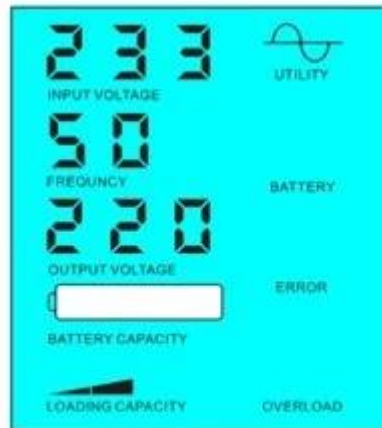 233
INPUT VOLTAGE
UTILITY
50
FREQUNCY
BATTERY
220
OUTPUT VOLTAGE
ERROR
BATTERY CAPACITY
LOADING CAPACITY
OVERLOAD